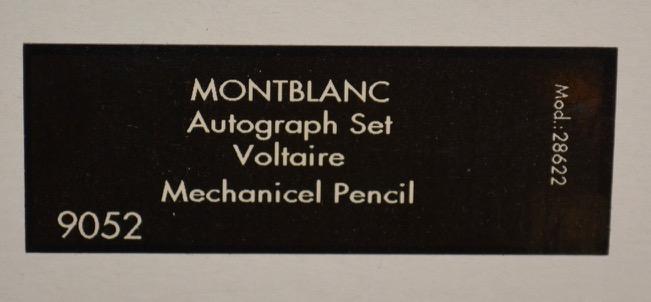 MONTBLANC
Autograph Set
Voltaire
Mechanicel Pencil
9052
Mod.:28622